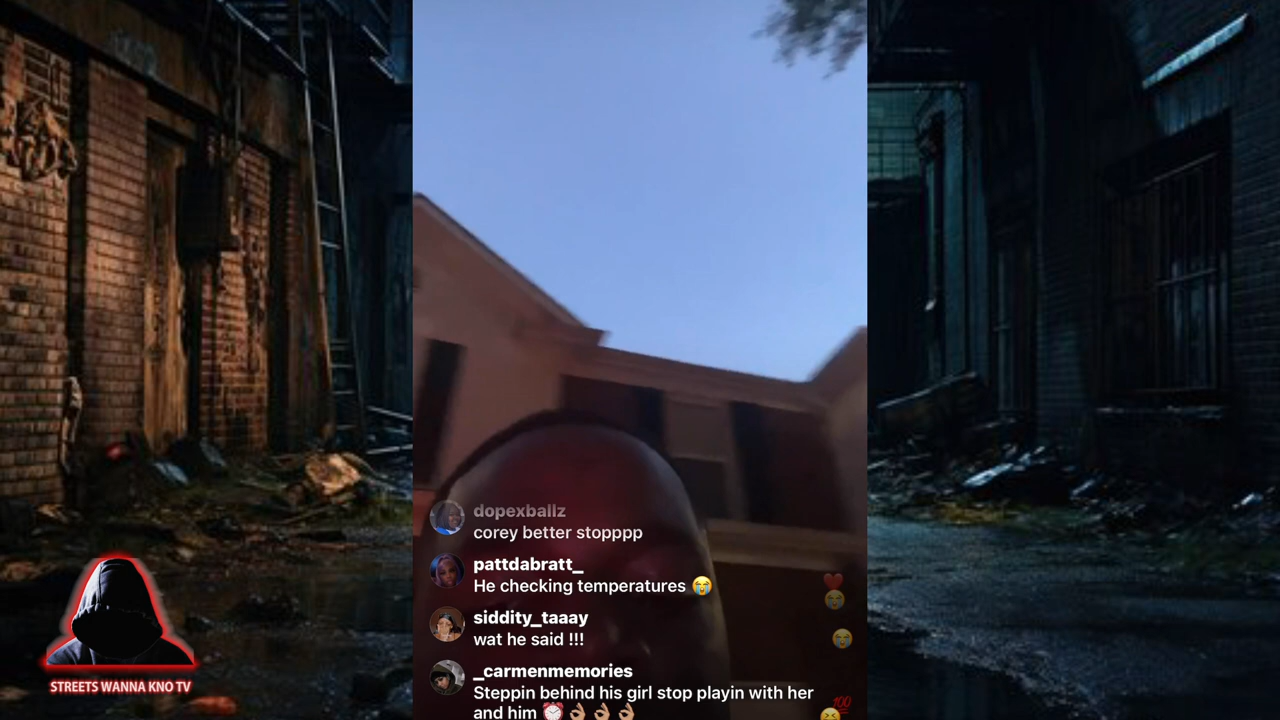 dopexballz
corey better stopppp
pattdabratt_
He checking temperatures 😭
siddity_taaay
wat he said !!!
_carmenmemories
Steppin behind his girl stop playin with her
and him ⏰👌🏽👌🏽👌🏽
STREETS WANNA KNO TV